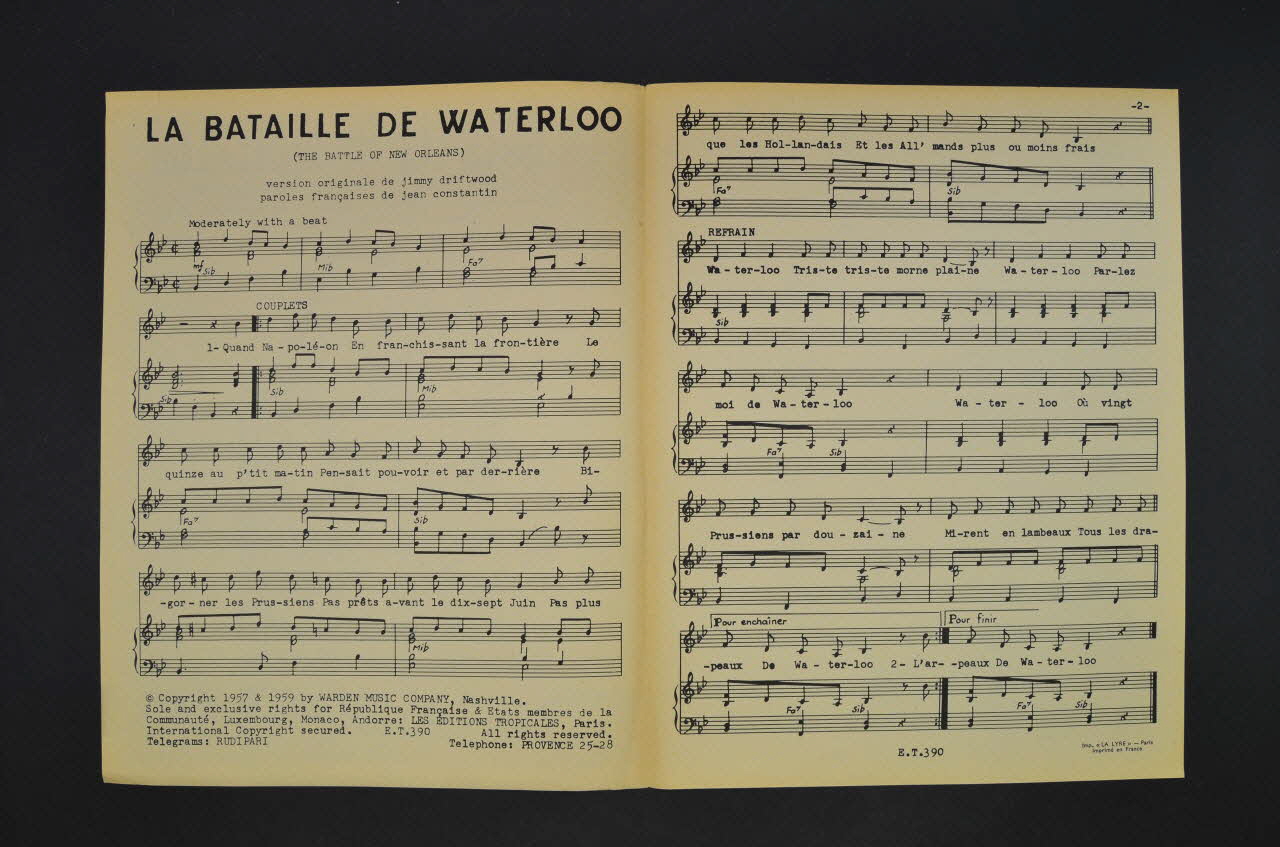 LA BATAILLE DE WATERLOO
(THE BATTLE OF NEW ORLEANS)
version originale de jimmy driftwood
paroles françaises de jean constantin
Moderately with a beat
mf Sib Mib Fa7
COUPLETS
1- Quand Na-po-lé-on En fran-chis-sant la fron-tière Le
Sib Sib Mib
quinze au p'tit ma-tin Pen-sait pou-voir et par der-rière Bi-
Fa7 Sib
-gor-ner les Prus-siens Pas prêts a-vant le dix-sept Juin Pas plus
Mib
© Copyright 1957 & 1959 by WARDEN MUSIC COMPANY, Nashville.
Sole and exclusive rights for République Française & Etats membres de la
Communauté, Luxembourg, Monaco, Andorre: LES ÉDITIONS TROPICALES, Paris.
International Copyright secured. E.T.390 All rights reserved.
Telegrams: RUDIPARI Telephone: PROVENCE 25-28
-2-
que les Hol-lan-dais Et les All' mands plus ou moins frais
Fa7 Sib
REFRAIN
Wa-ter-loo Tris-te tris-te morne plai-ne Wa-ter-loo Par-lez
Sib
moi de Wa-ter-loo Wa-ter-loo Où vingt
Fa7 Sib
Prus-siens par dou-zai-ne Mi-rent en lambeaux Tous les dra-
Pour enchaîner Pour finir
-peaux De Wa-ter-loo 2- L'ar- -peaux De Wa-ter-loo
Fa7 Sib Fa7 Sib
E.T.390
Imp. « LA LYRE » — Paris
Imprimé en France